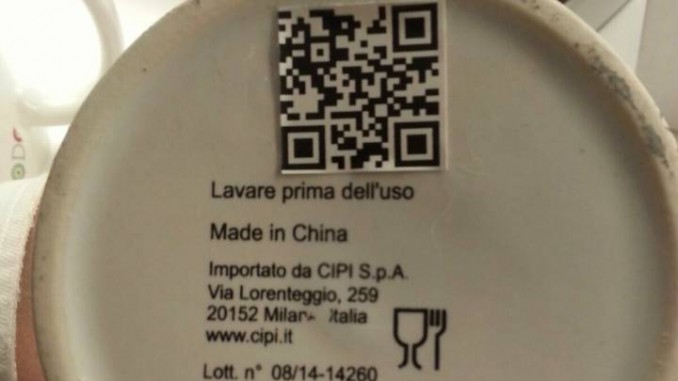 Lavare prima dell'uso
Made in China
Importato da CIPI S.p.A.
Via Lorenteggio, 259
20152 Italia
www.cipi.it
Lott. n° 08/14-14260